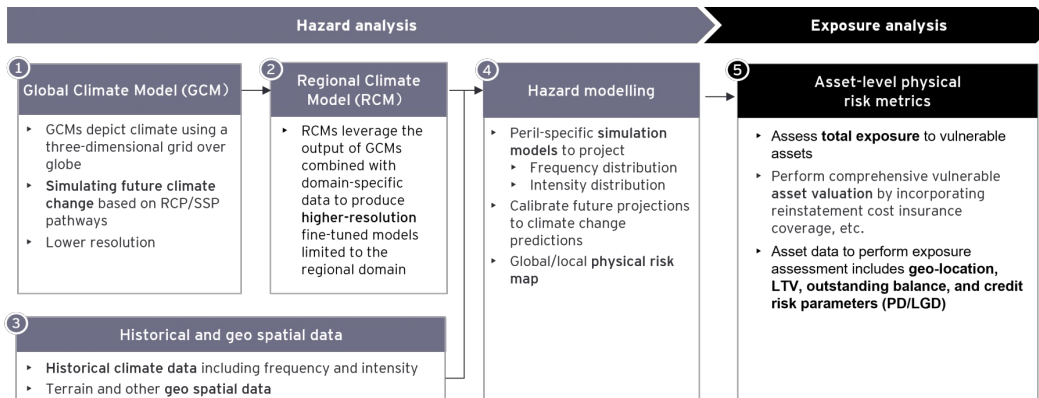 Hazard analysis
Exposure analysis
1
Global Climate Model (GCM)
▸ GCMs depict climate using a
three-dimensional grid over
globe
▸ Simulating future climate
change based on RCP/SSP
pathways
▸ Lower resolution
2
Regional Climate
Model (RCM)
▸ RCMs leverage the
output of GCMs
combined with
domain-specific
data to produce
higher-resolution
fine-tuned models
limited to the
regional domain
3
Historical and geo spatial data
▸ Historical climate data including frequency and intensity
▸ Terrain and other geo spatial data
4
Hazard modelling
▸ Peril-specific simulation
models to project
▸ Frequency distribution
▸ Intensity distribution
▸ Calibrate future projections
to climate change
predictions
▸ Global/local physical risk
map
5
Asset-level physical
risk metrics
▸ Assess total exposure to vulnerable
assets
▸ Perform comprehensive vulnerable
asset valuation by incorporating
reinstatement cost insurance
coverage, etc.
▸ Asset data to perform exposure
assessment includes geo-location,
LTV, outstanding balance, and credit
risk parameters (PD/LGD)